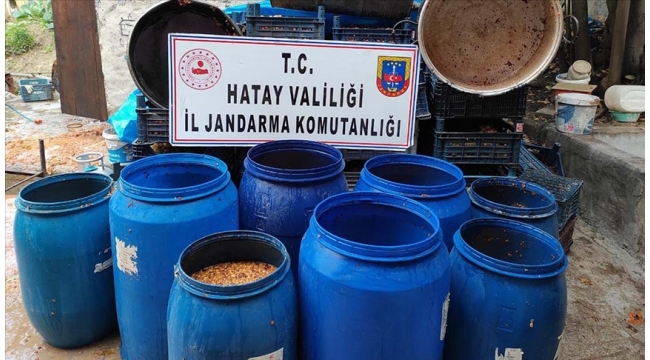 T.C.
HATAY VALİLİĞİ
İL JANDARMA KOMUTANLIĞI